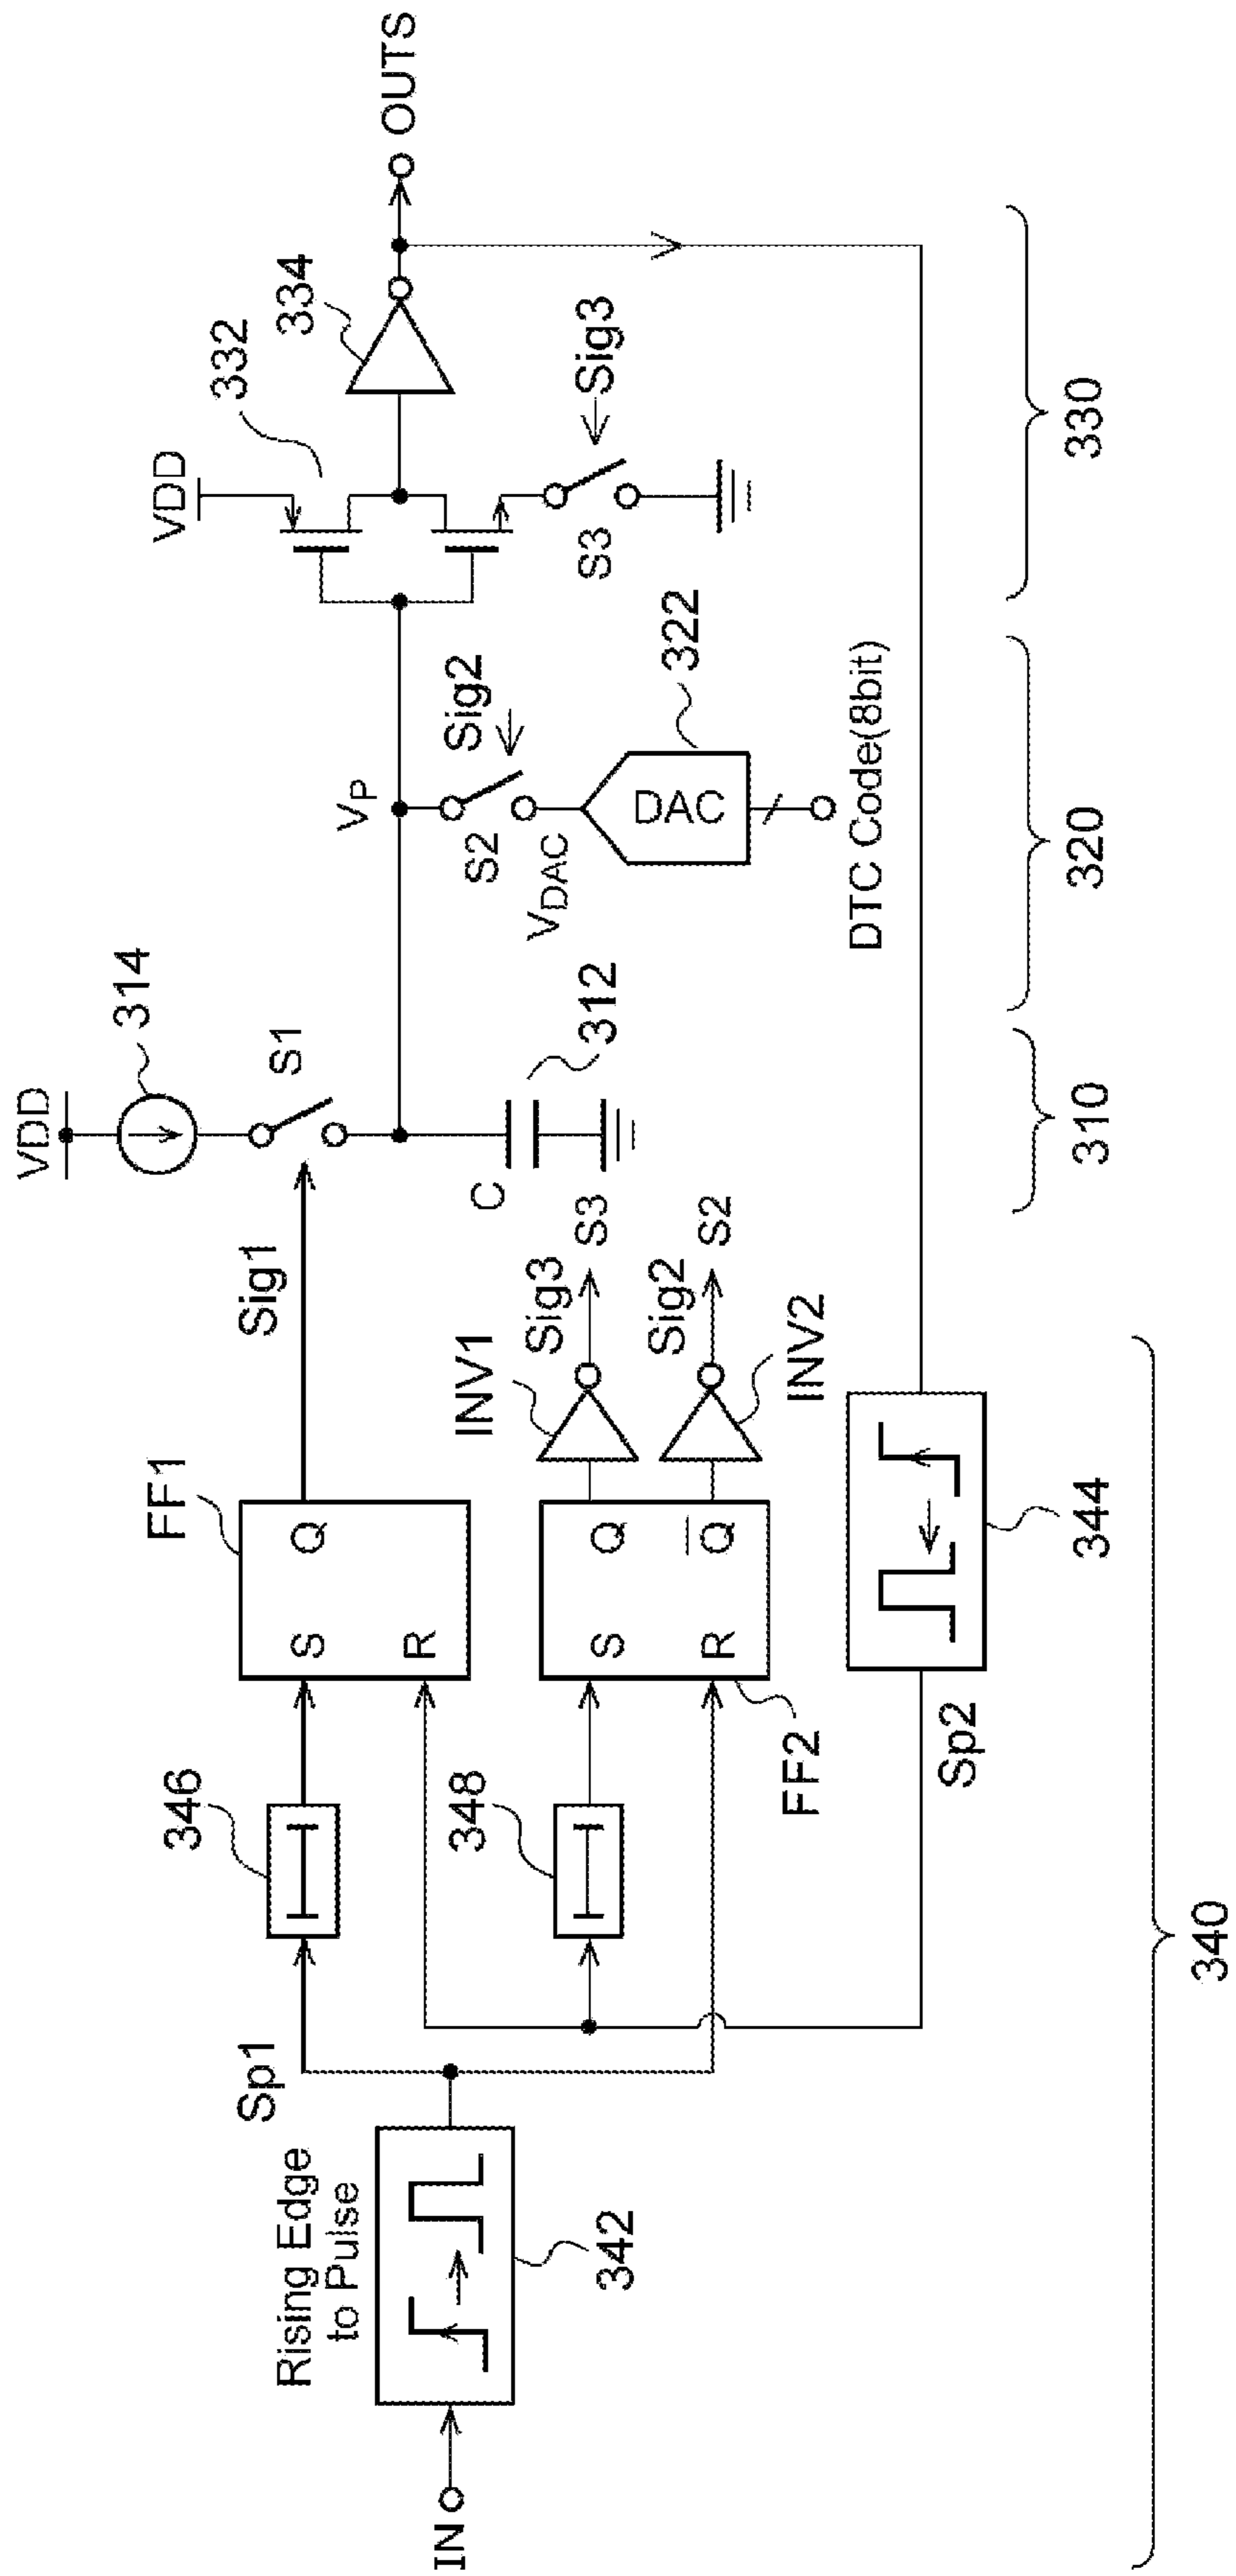 IN
Rising Edge
to Pulse
342
Sp1
346
348
FF1
S
Q
R
Sig1
VDD
314
S1
C
312
FF2
S
Q
R
Q
INV1
Sig3
S3
INV2
Sig2
S2
Sp2
344
VP
S2
Sig2
VDAC
DAC
322
DTC Code(8bit)
VDD
332
334
S3
Sig3
OUTS
310
320
330
340